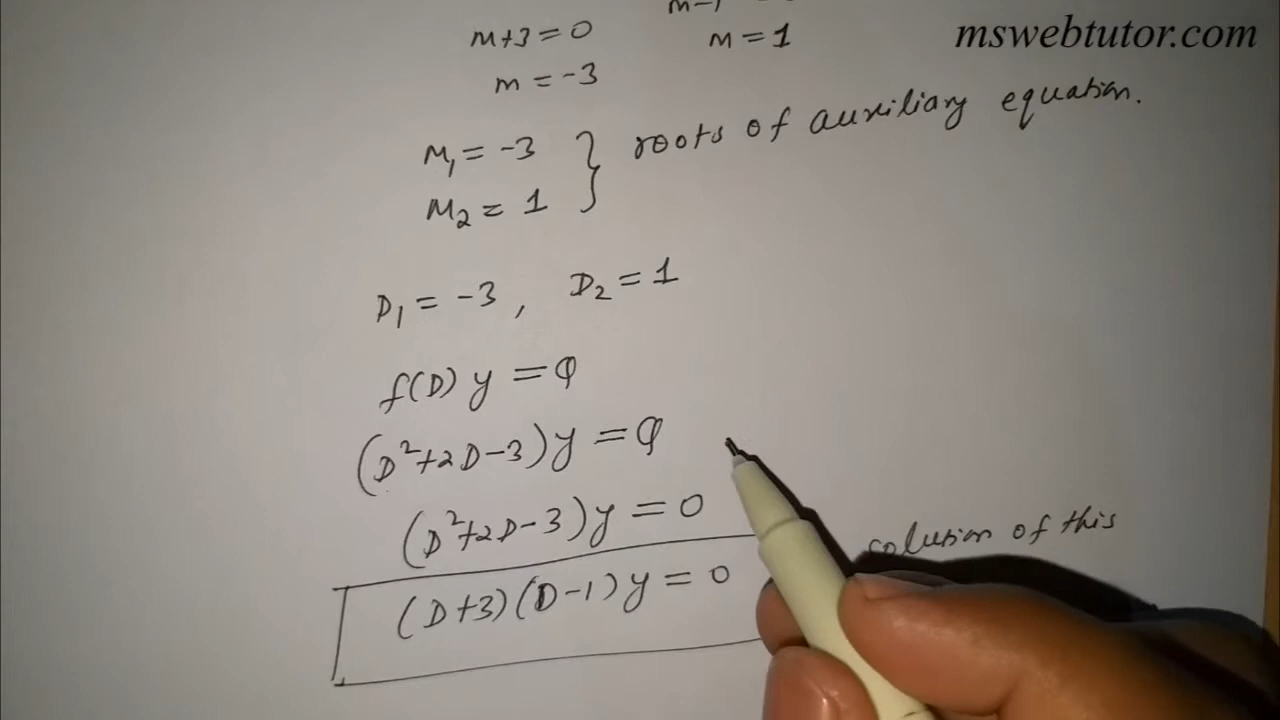 mswebtutor.com
m+3=0
m=1
m=-3
m₁=-3
m₂=1
} roots of auxiliary equation.
D₁=-3, D₂=1
f(D)y=Q
(D²+2D-3)y=Q
(D²+2D-3)y=0
solution of this
(D+3)(D-1)y=0